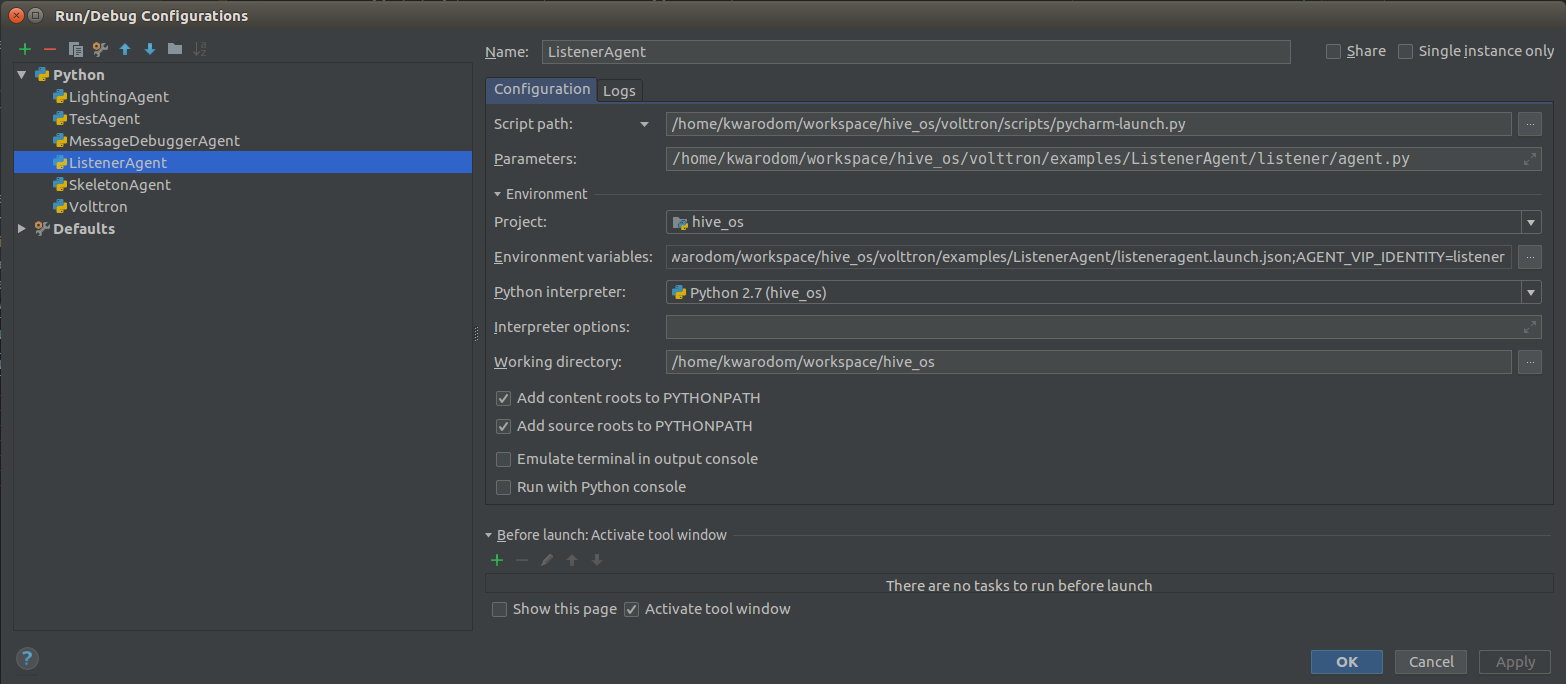 Run/Debug Configurations
Name: ListenerAgent
Share
Single instance only
Python
LightingAgent
TestAgent
MessageDebuggerAgent
ListenerAgent
SkeletonAgent
Volttron
Defaults
Configuration
Logs
Script path: /home/kwarodom/workspace/hive_os/volttron/scripts/pycharm-launch.py ...
Parameters: /home/kwarodom/workspace/hive_os/volttron/examples/ListenerAgent/listener/agent.py
Environment
Project: hive_os
Environment variables: warodom/workspace/hive_os/volttron/examples/ListenerAgent/listeneragent.launch.json;AGENT_VIP_IDENTITY=listener ...
Python interpreter: Python 2.7 (hive_os)
Interpreter options:
Working directory: /home/kwarodom/workspace/hive_os ...
Add content roots to PYTHONPATH
Add source roots to PYTHONPATH
Emulate terminal in output console
Run with Python console
Before launch: Activate tool window
There are no tasks to run before launch
Show this page
Activate tool window
?
OK
Cancel
Apply